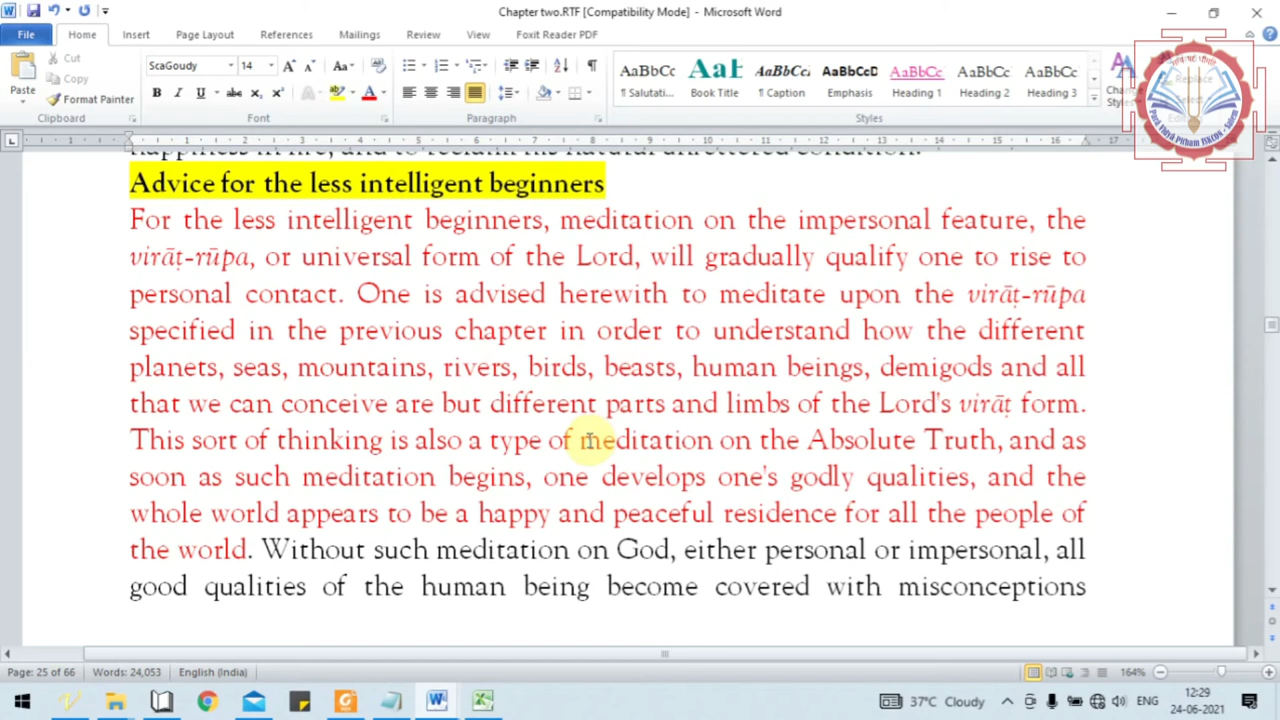 Chapter two.RTF [Compatibility Mode] - Microsoft Word
File Home Insert Page Layout References Mailings Review View Foxit Reader PDF
Cut
Copy
Paste
Format Painter
ScaGoudy 14
AaBbCc AaB AaBbCc AaBbCcD AaBbCc AaBbCc AaBbCc
¶ Salutati... Book Title ¶ Caption Emphasis Heading 1 Heading 2 Heading 3
Clipboard Font Paragraph Styles
Advice for the less intelligent beginners
For the less intelligent beginners, meditation on the impersonal feature, the
virāṭ-rūpa, or universal form of the Lord, will gradually qualify one to rise to
personal contact. One is advised herewith to meditate upon the virāṭ-rūpa
specified in the previous chapter in order to understand how the different
planets, seas, mountains, rivers, birds, beasts, human beings, demigods and all
that we can conceive are but different parts and limbs of the Lord's virāṭ form.
This sort of thinking is also a type of meditation on the Absolute Truth, and as
soon as such meditation begins, one develops one's godly qualities, and the
whole world appears to be a happy and peaceful residence for all the people of
the world. Without such meditation on God, either personal or impersonal, all
good qualities of the human being become covered with misconceptions
Page: 25 of 66 Words: 24,053 English (India) 164%
37°C Cloudy ENG 12:29
24-06-2021